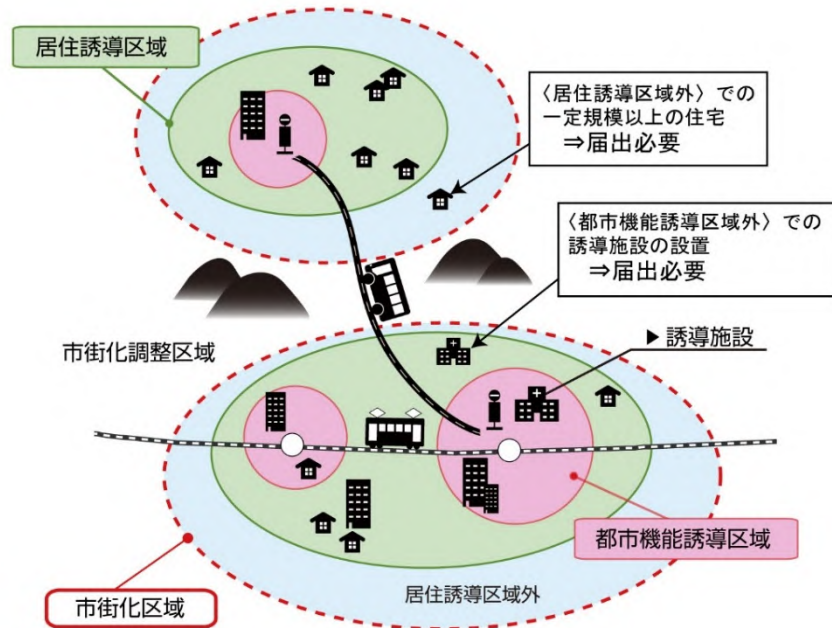 居住誘導区域
〈居住誘導区域外〉での
一定規模以上の住宅
⇒届出必要
〈都市機能誘導区域外〉での
誘導施設の設置
⇒届出必要
▶ 誘導施設
市街化調整区域
都市機能誘導区域
居住誘導区域外
市街化区域